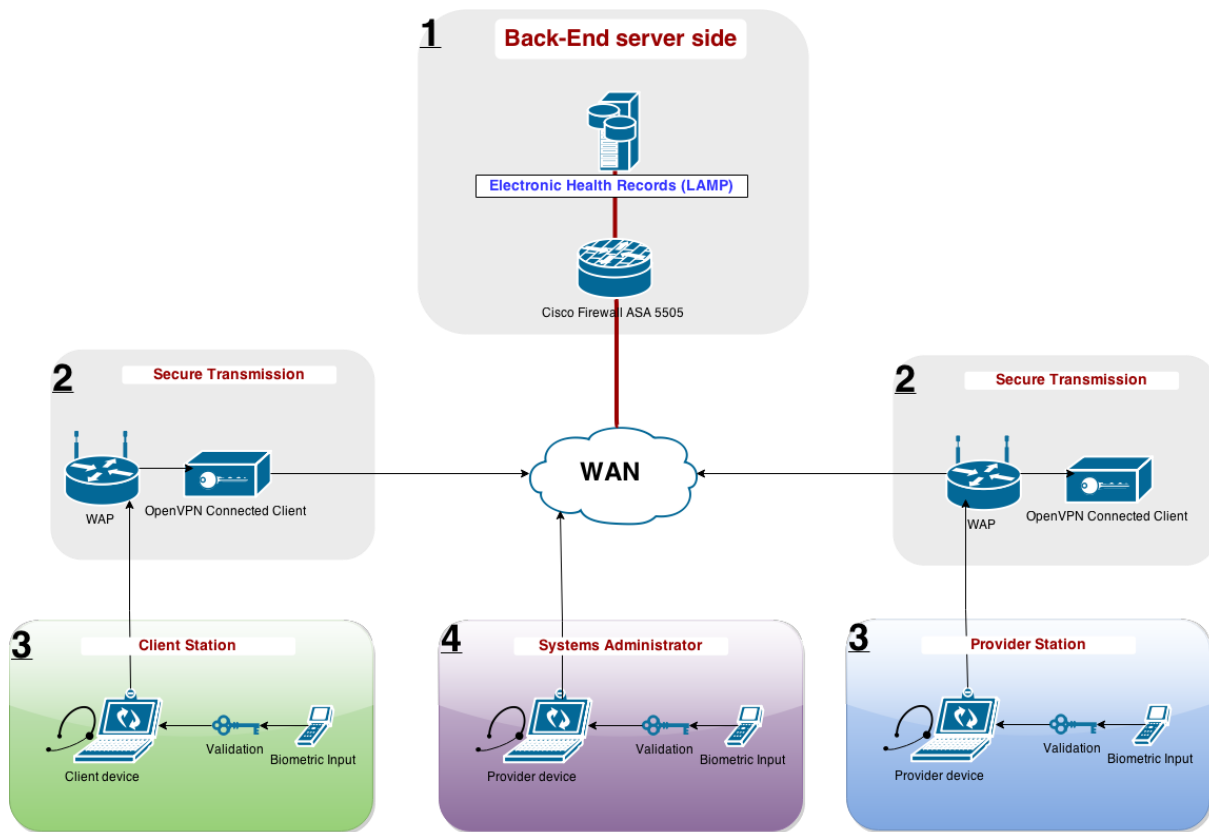 1
Back-End server side
Electronic Health Records (LAMP)
Cisco Firewall ASA 5505
2
Secure Transmission
WAP
OpenVPN Connected Client
WAN
2
Secure Transmission
WAP
OpenVPN Connected Client
3
Client Station
Client device
Validation
Biometric Input
4
Systems Administrator
Provider device
Validation
Biometric Input
3
Provider Station
Provider device
Validation
Biometric Input